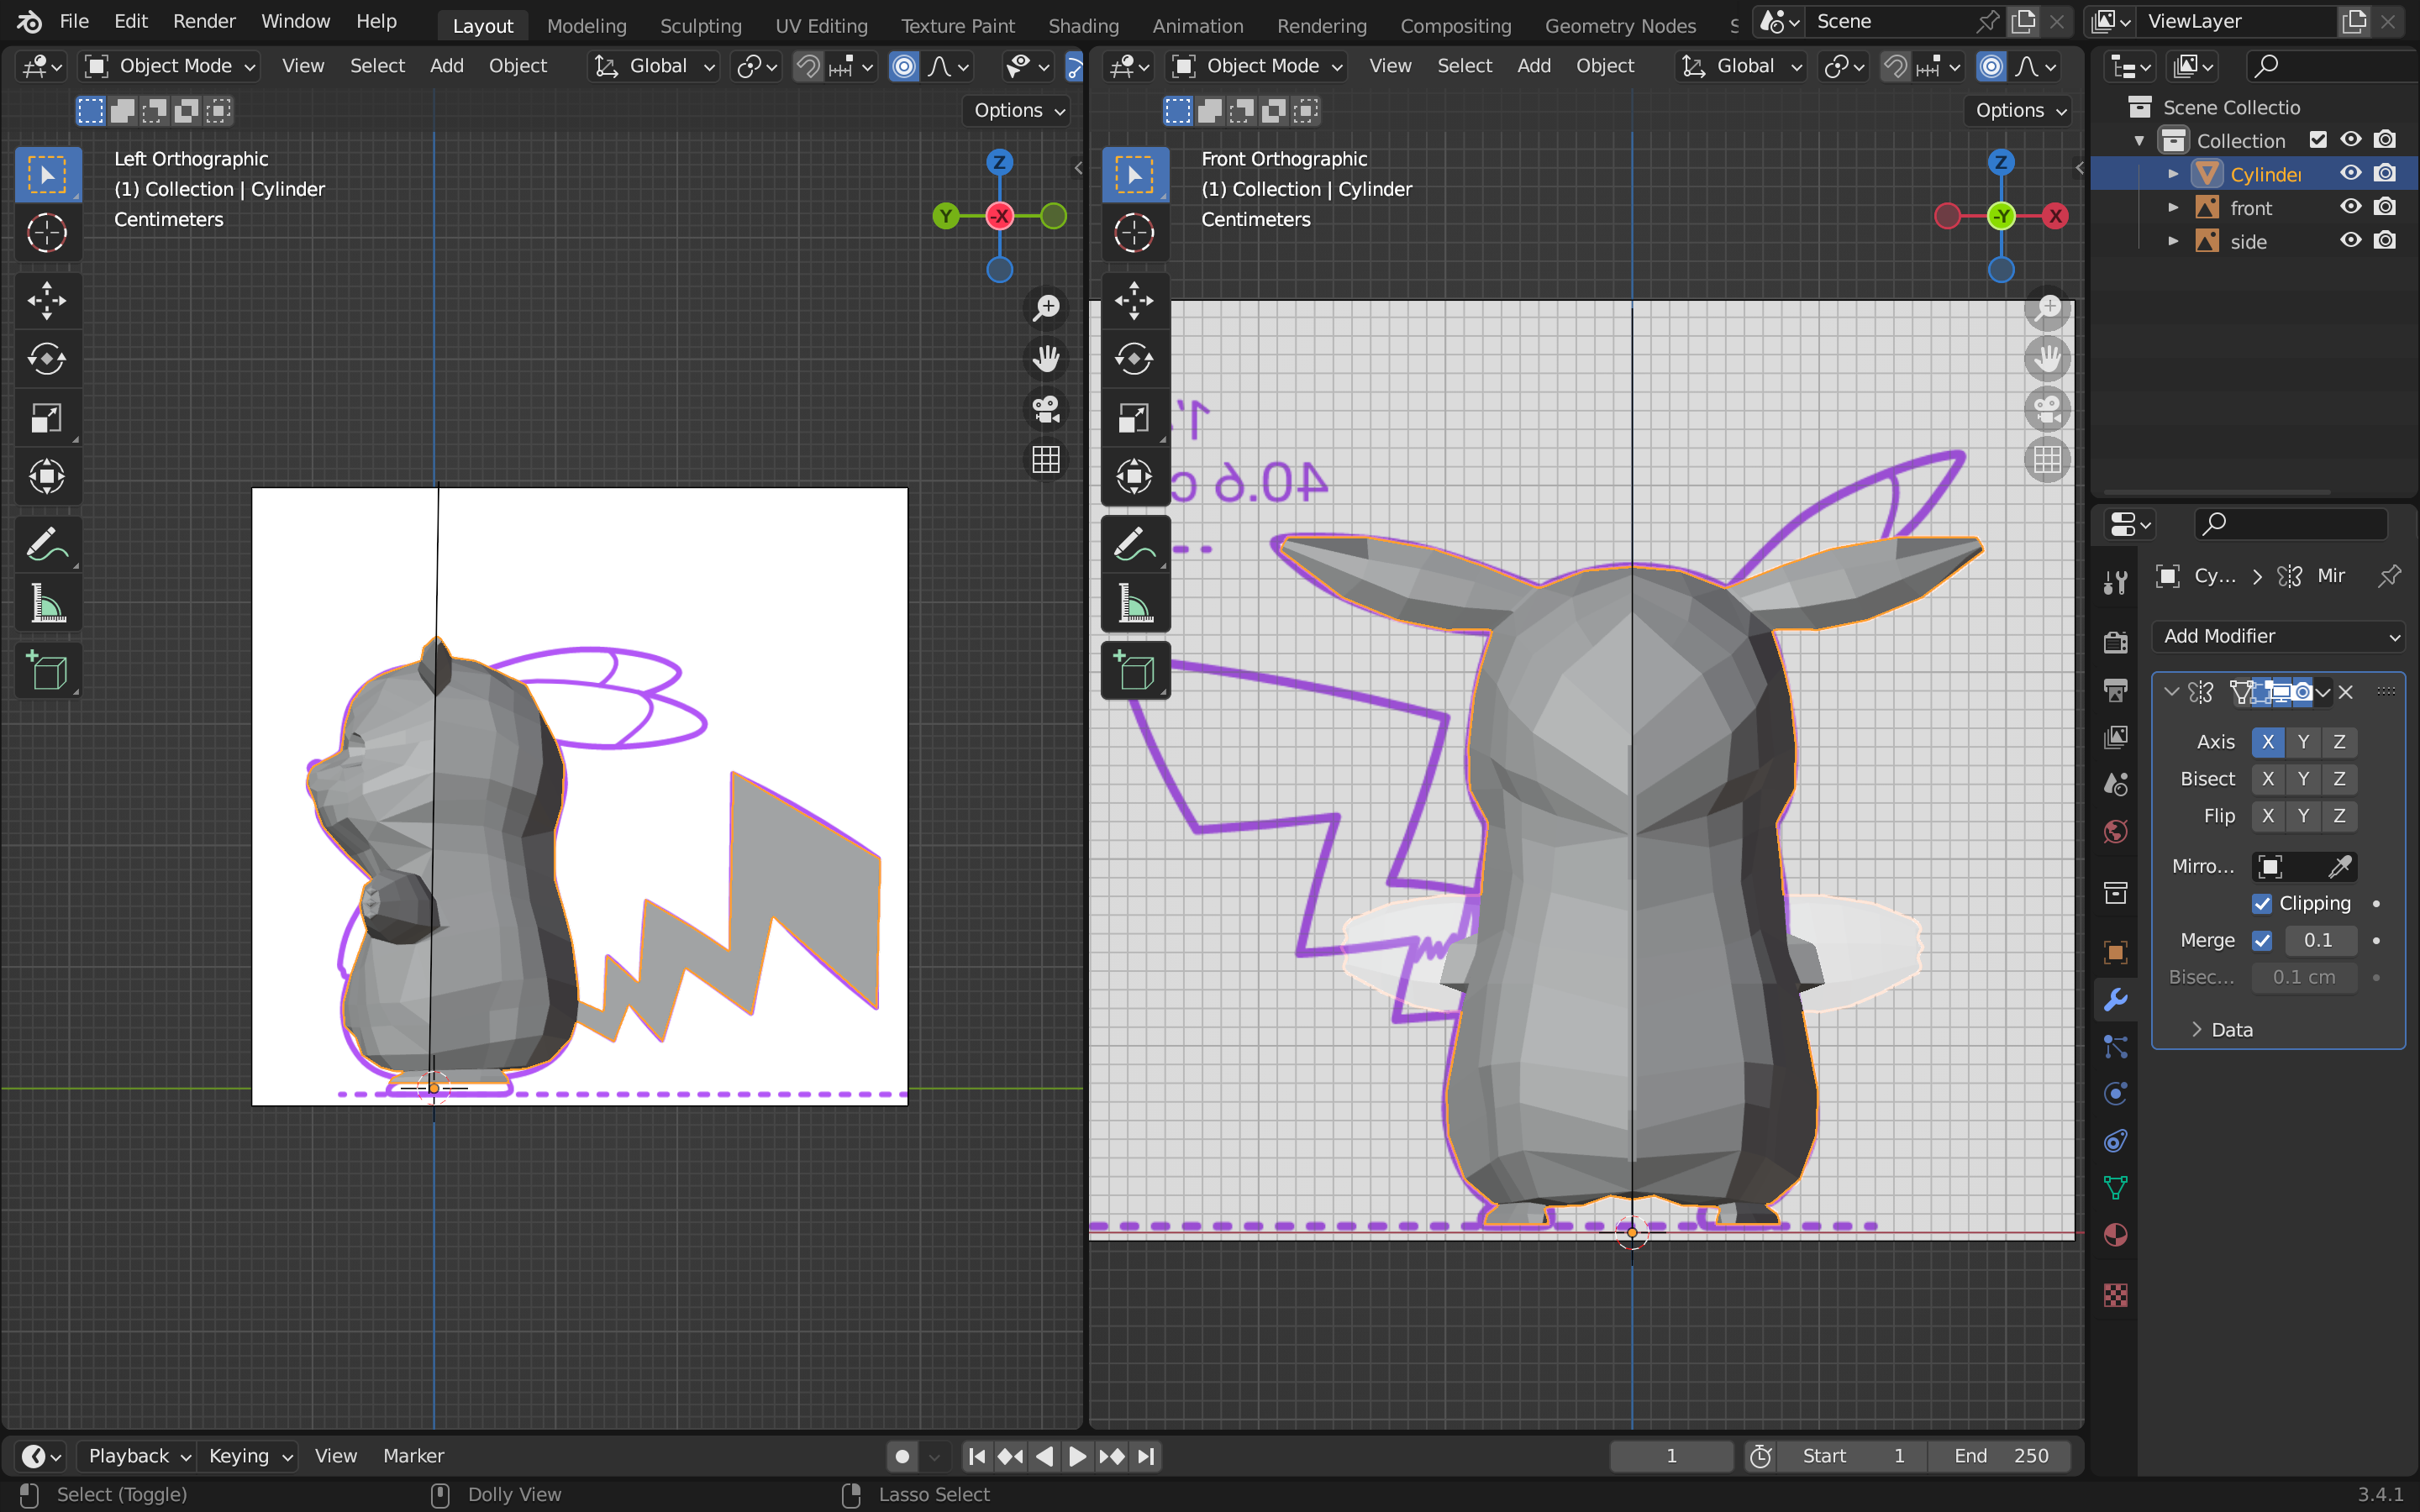 File Edit Render Window Help Layout Modeling Sculpting UV Editing Texture Paint Shading Animation Rendering Compositing Geometry Nodes S Scene ViewLayer
Object Mode View Select Add Object Global
Object Mode View Select Add Object Global
Options
Options
Left Orthographic
(1) Collection | Cylinder
Centimeters
Z
Y
-X
Front Orthographic
(1) Collection | Cylinder
Centimeters
Z
-Y
X
1'
40.6 c
Scene Collectio
Collection
Cylinder
front
side
Cy... > Mir
Add Modifier
Axis X Y Z
Bisect X Y Z
Flip X Y Z
Mirro...
Clipping
Merge 0.1
Bisec... 0.1 cm
Data
Playback Keying View Marker 1 Start 1 End 250
Select (Toggle) Dolly View Lasso Select 3.4.1